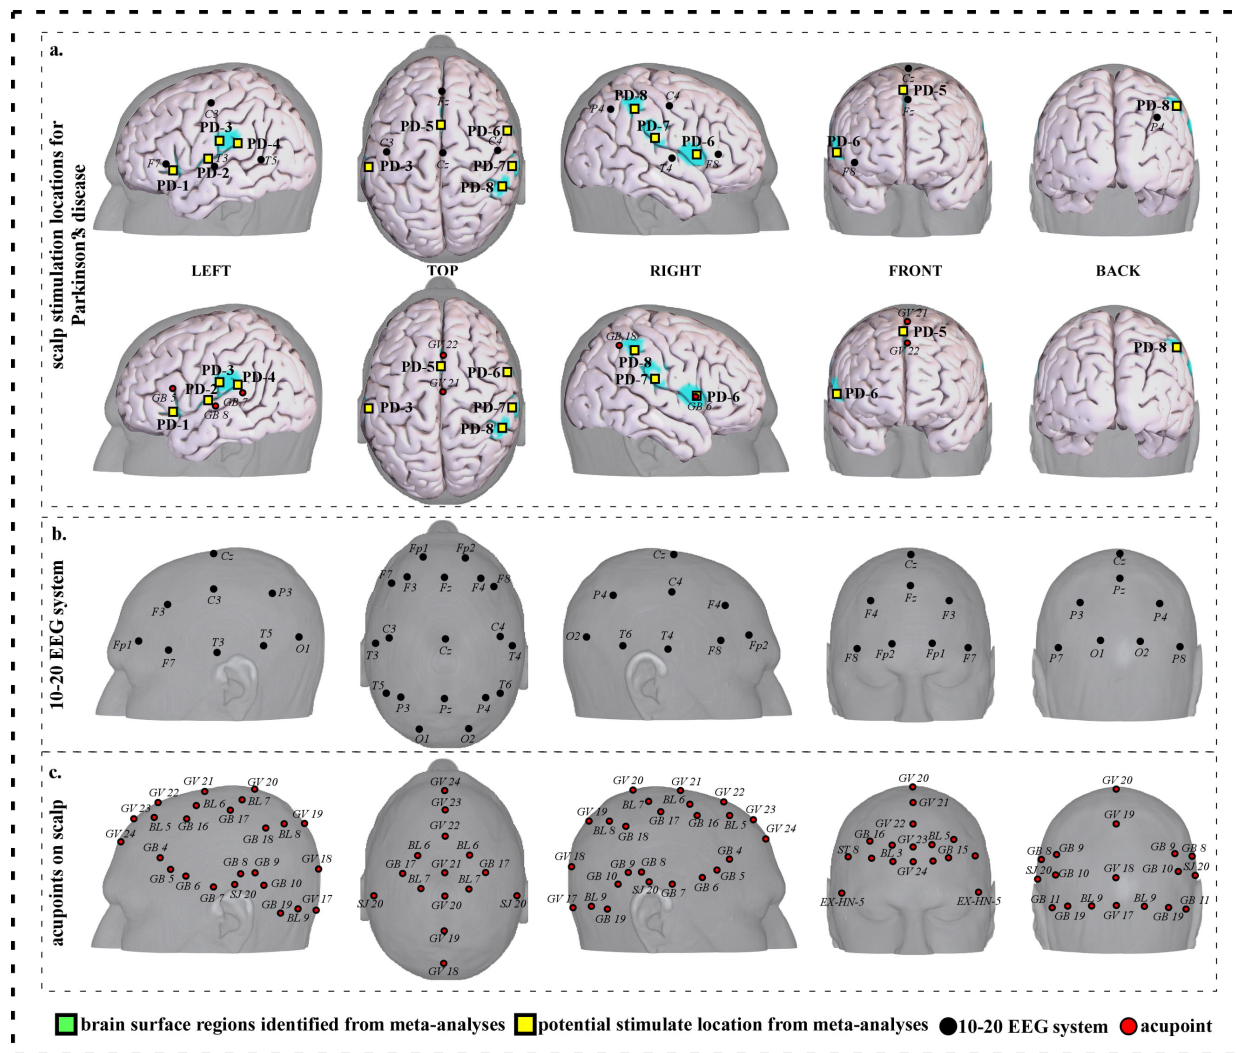 a.
scalp stimulation locations for
Parkinson?s disease
C3
PD-3
PD-4
F7
T3
T5
PD-1
PD-2
Fz
PD-5
PD-6
C3
C4
Cz
PD-3
PD-7
PD-8
PD-8
C4
P4
PD-7
PD-6
T4
F8
Cz
PD-5
Fz
PD-6
F8
PD-8
P4
LEFT
TOP
RIGHT
FRONT
BACK
PD-3
PD-4
PD-2
GB 5
GB 7
GB 8
PD-1
GV 22
PD-5
PD-6
GV 21
PD-3
PD-7
PD-8
GB 18
PD-8
PD-7
PD-6
GB 6
GV 21
PD-5
GV 22
PD-6
PD-8
b.
10-20 EEG system
Cz
C3
P3
F3
Fp1
T3
T5
O1
F7
Fp1
Fp2
F7
F3
Fz
F4
F8
C3
C4
T3
Cz
T4
T5
T6
P3
Pz
P4
O1
O2
Cz
C4
P4
F4
O2
T6
T4
F8
Fp2
Cz
Fz
F4
F3
F8
Fp2
Fp1
F7
Cz
Pz
P3
P4
P7
O1
O2
P8
c.
acupoints on scalp
GV 21
GV 20
GV 22
BL 6
BL 7
GV 23
BL 5
GB 16
GB 17
GV 19
GV 24
GB 18
BL 8
GB 4
GB 5
GB 8
GB 9
GV 18
GB 6
GB 7
SJ 20
GB 10
GB 19
GV 17
BL 9
GV 24
GV 23
GV 22
BL 6
BL 6
GB 17
GV 21
GB 17
BL 7
BL 7
SJ 20
GV 20
SJ 20
GV 19
GV 18
GV 20
GV 21
BL 7
BL 6
GV 22
GV 19
GB 17
GV 23
BL 8
GB 18
GB 16
BL 5
GV 24
GV 18
GB 9
GB 8
GB 4
GB 10
GB 5
SJ 20
GB 6
GV 17
BL 9
GB 7
GB 19
GV 20
GV 21
GB 16
GV 22
GV 23
BL 5
ST 8
BL 3
GB 15
GV 24
EX-HN-5
EX-HN-5
GV 20
GV 19
GB 8
GB 9
GB 9
GB 8
SJ 20
GB 10
GV 18
GB 10
SJ 20
GB 11
BL 9
BL 9
GB 11
GB 19
GV 17
GB 19
brain surface regions identified from meta-analyses
potential stimulate location from meta-analyses
10-20 EEG system
acupoint